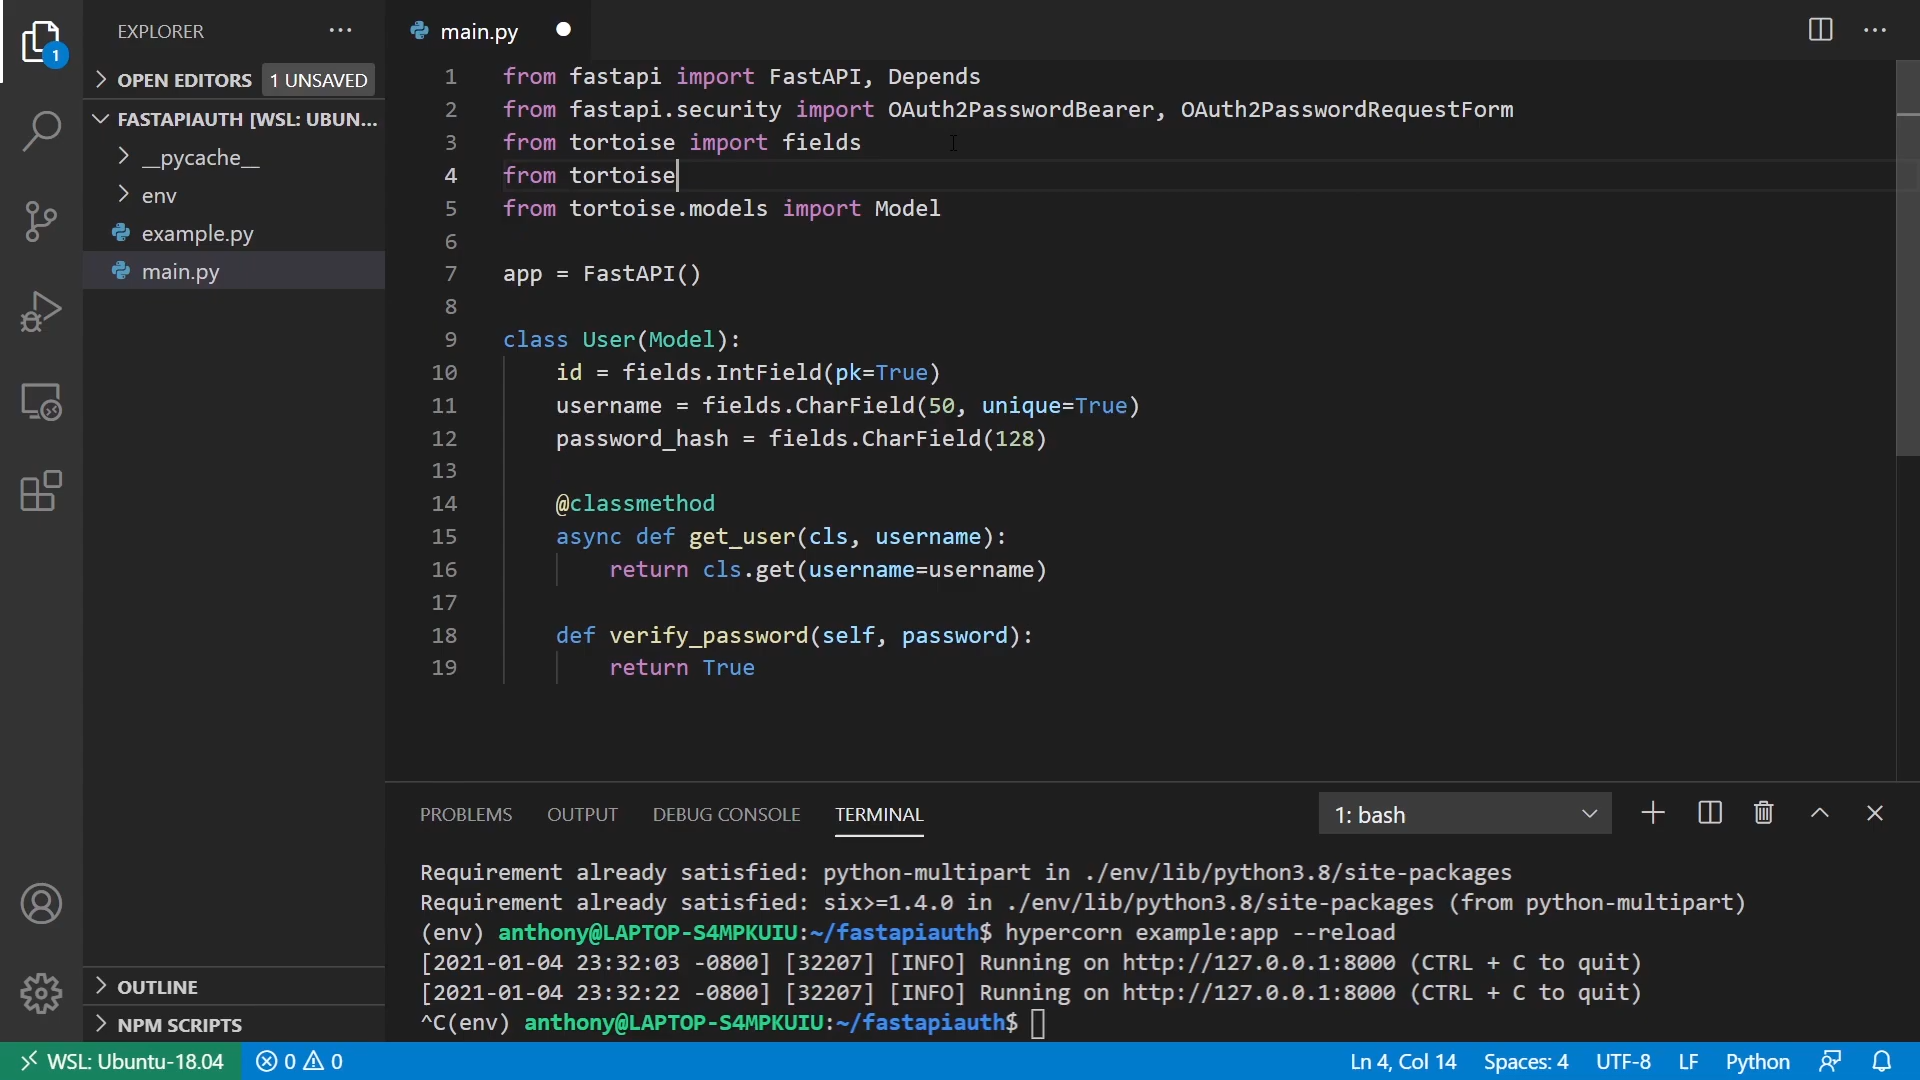 EXPLORER
main.py
1
OPEN EDITORS 1 UNSAVED
FASTAPIAUTH [WSL: UBUN...
__pycache__
env
example.py
main.py
OUTLINE
NPM SCRIPTS
1 from fastapi import FastAPI, Depends
2 from fastapi.security import OAuth2PasswordBearer, OAuth2PasswordRequestForm
3 from tortoise import fields
4 from tortoise
5 from tortoise.models import Model
6
7 app = FastAPI()
8
9 class User(Model):
10 id = fields.IntField(pk=True)
11 username = fields.CharField(50, unique=True)
12 password_hash = fields.CharField(128)
13
14 @classmethod
15 async def get_user(cls, username):
16 return cls.get(username=username)
17
18 def verify_password(self, password):
19 return True
PROBLEMS OUTPUT DEBUG CONSOLE TERMINAL 1: bash
Requirement already satisfied: python-multipart in ./env/lib/python3.8/site-packages
Requirement already satisfied: six>=1.4.0 in ./env/lib/python3.8/site-packages (from python-multipart)
(env) anthony@LAPTOP-S4MPKUIU:~/fastapiauth$ hypercorn example:app --reload
[2021-01-04 23:32:03 -0800] [32207] [INFO] Running on http://127.0.0.1:8000 (CTRL + C to quit)
[2021-01-04 23:32:22 -0800] [32207] [INFO] Running on http://127.0.0.1:8000 (CTRL + C to quit)
^C(env) anthony@LAPTOP-S4MPKUIU:~/fastapiauth$
WSL: Ubuntu-18.04 0 0 Ln 4, Col 14 Spaces: 4 UTF-8 LF Python